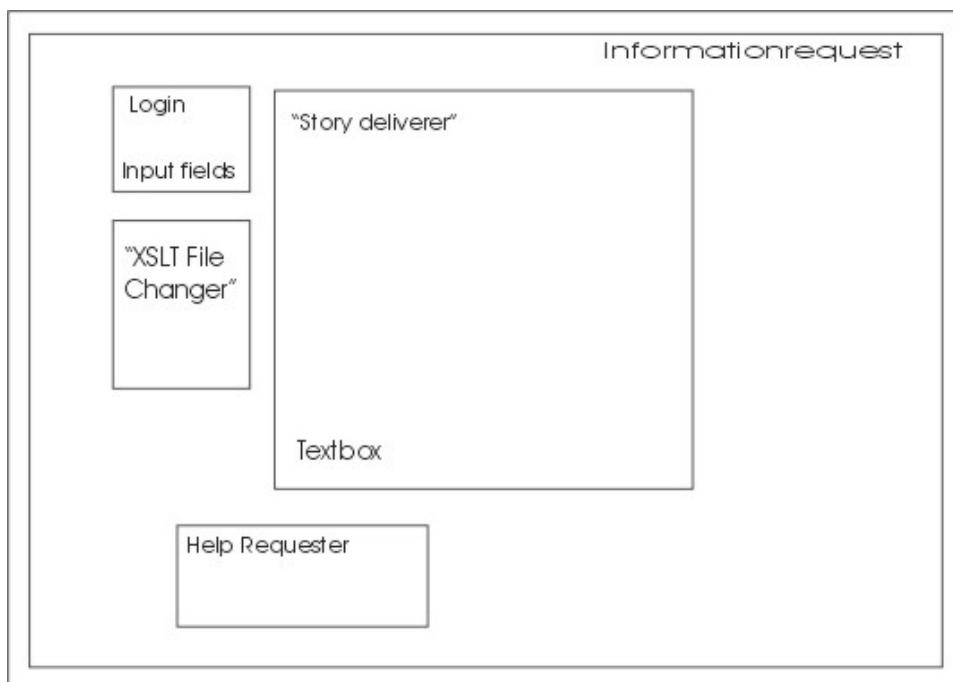 Informationrequest
Login
Input fields
“XSLT File
Changer”
“Story deliverer”
Textbox
Help Requester